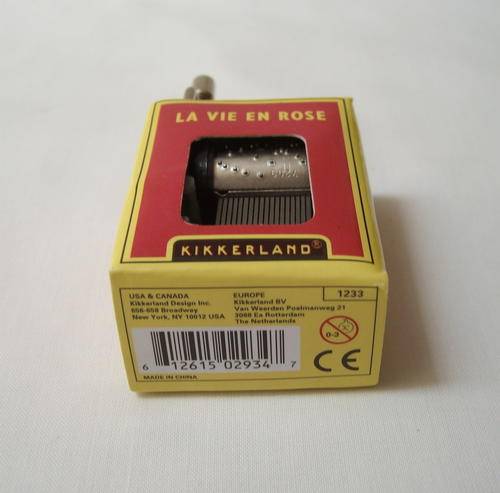 LA VIE EN ROSE
KIKKERLAND®
USA & CANADA
Kikkerland Design Inc.
656-658 Broadway
New York, NY 10012 USA
EUROPE
Kikkerland BV
Van Weerden Poelmanweg 21
3088 Ea Rotterdam
The Netherlands
1233
0-3
CE
6 12615 02934 7
MADE IN CHINA